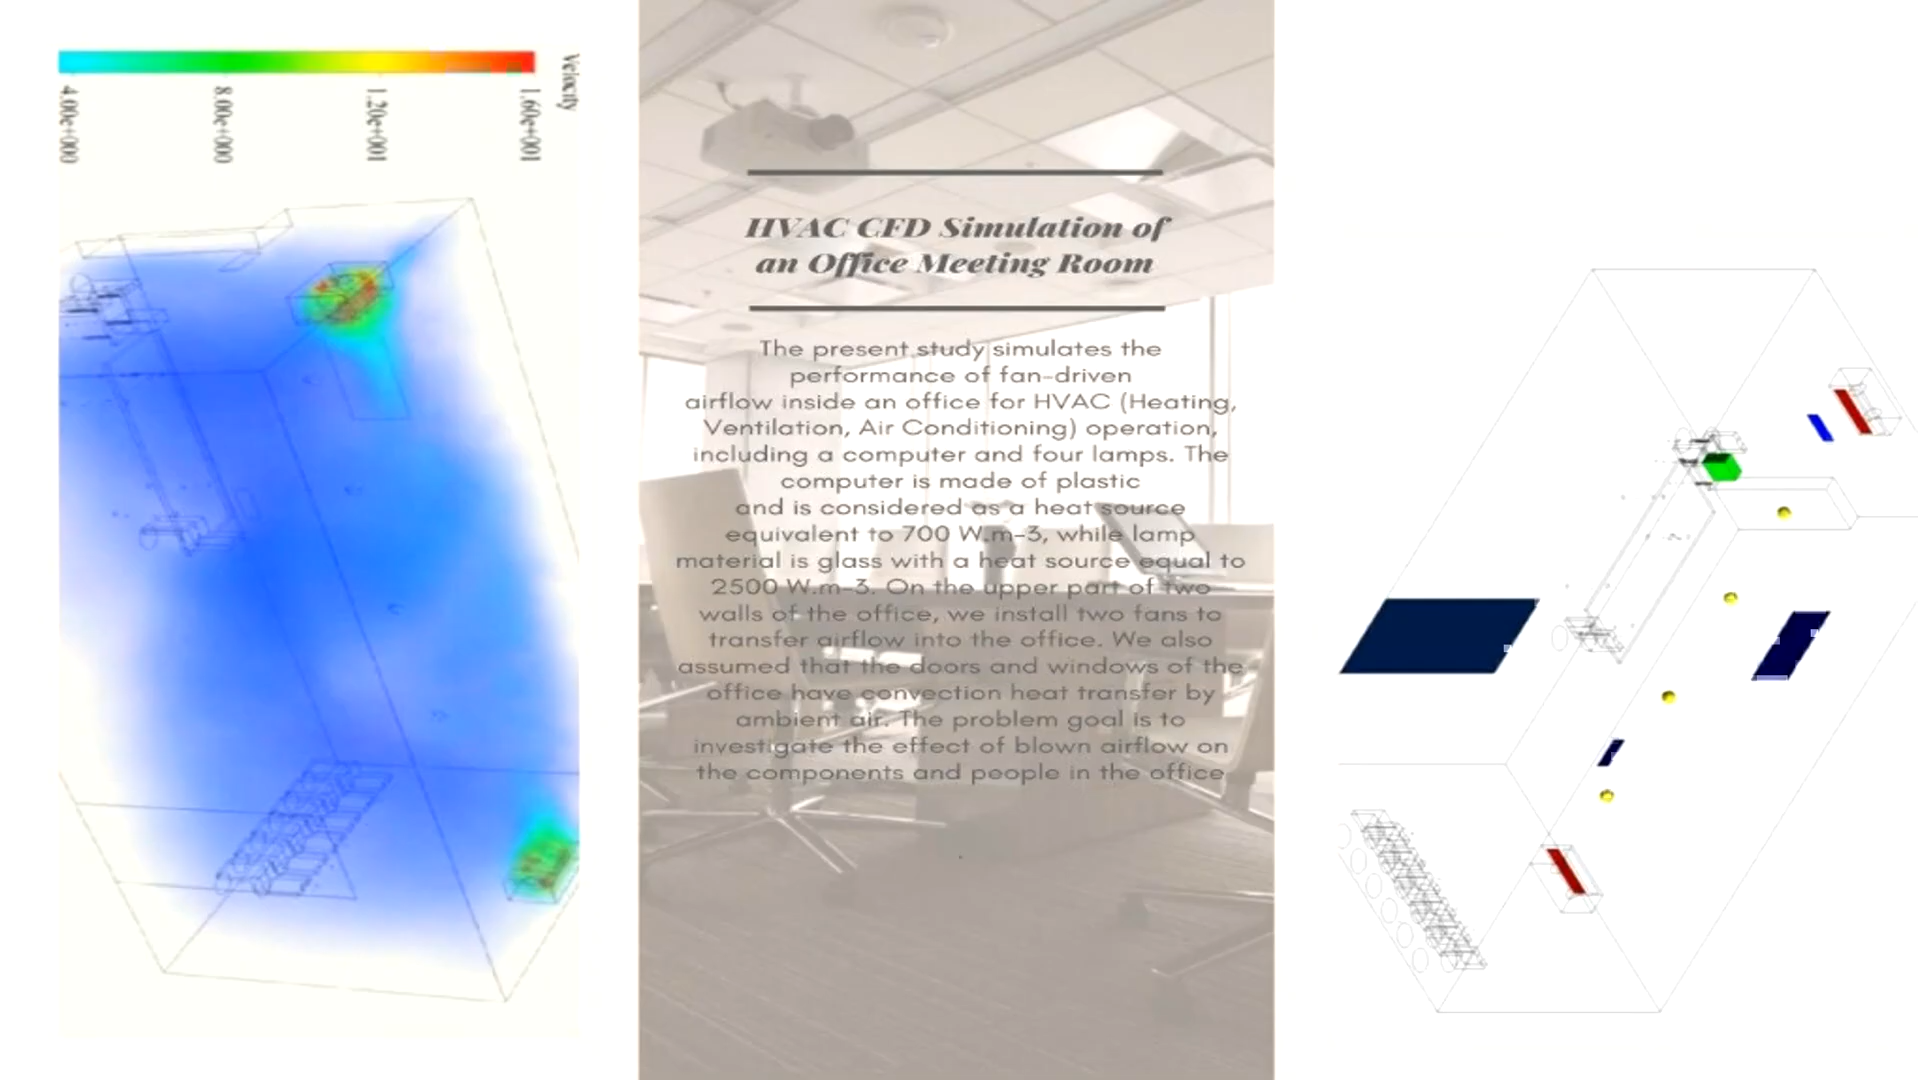 Velocity
1.60e+001
1.20e+001
8.00e+000
4.00e+000
HVAC CFD Simulation of
an Office Meeting Room
The present study simulates the
performance of fan-driven
airflow inside an office for HVAC (Heating,
Ventilation, Air Conditioning) operation,
including a computer and four lamps. The
computer is made of plastic
and is considered as a heat source
equivalent to 700 W.m-3, while lamp
material is glass with a heat source equal to
2500 W.m-3. On the upper part of two
walls of the office, we install two fans to
transfer airflow into the office. We also
assumed that the doors and windows of the
office have convection heat transfer by
ambient air. The problem goal is to
investigate the effect of blown airflow on
the components and people in the office